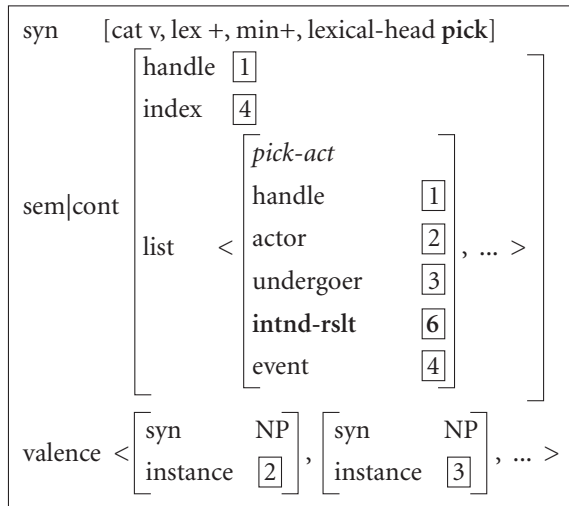 syn [cat v, lex +, min+, lexical-head pick]
handle 1
index 4
pick-act
handle 1
actor 2
sem|cont list < undergoer 3 , ... >
intnd-rslt 6
event 4
syn NP syn NP
valence < instance 2 , instance 3 , ... >